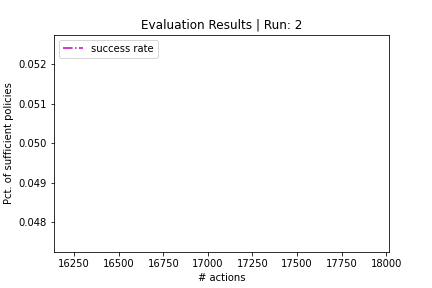 Evaluation Results | Run: 2
success rate
Pct. of sufficient policies
0.052
0.051
0.050
0.049
0.048
16250 16500 16750 17000 17250 17500 17750 18000
# actions